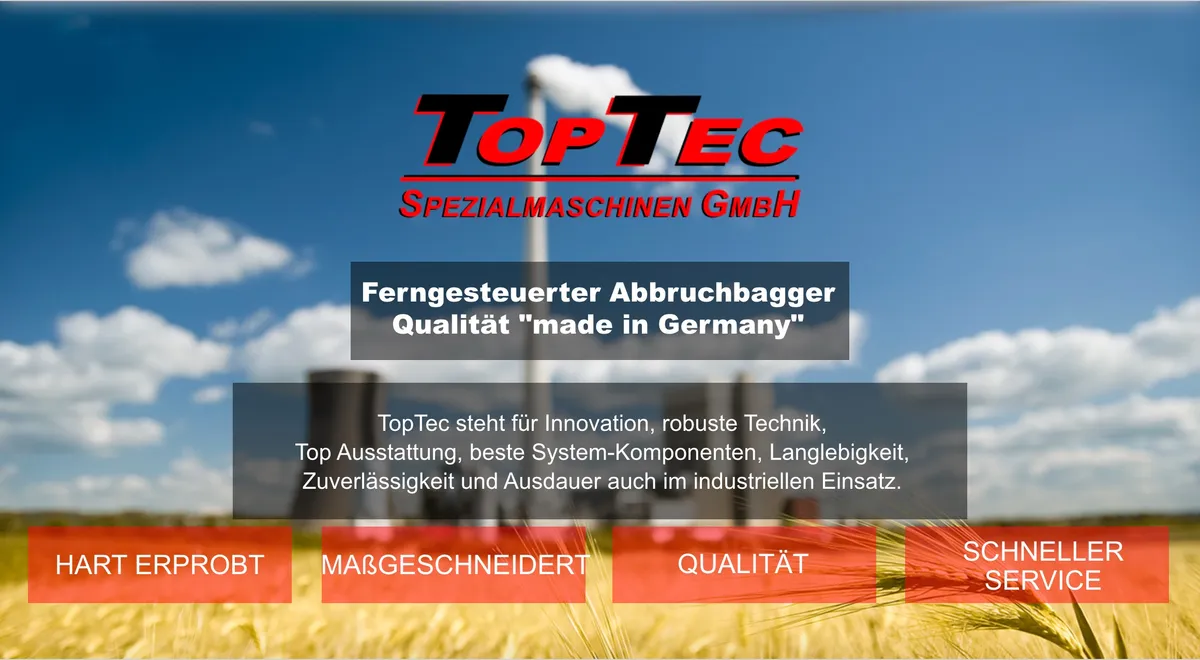 TopTec
Spezialmaschinen GmbH
Ferngesteuerter Abbruchbagger
Qualität "made in Germany"
TopTec steht für Innovation, robuste Technik,
Top Ausstattung, beste System-Komponenten, Langlebigkeit,
Zuverlässigkeit und Ausdauer auch im industriellen Einsatz.
HART ERPROBT
MAßGESCHNEIDERT
QUALITÄT
SCHNELLER
SERVICE